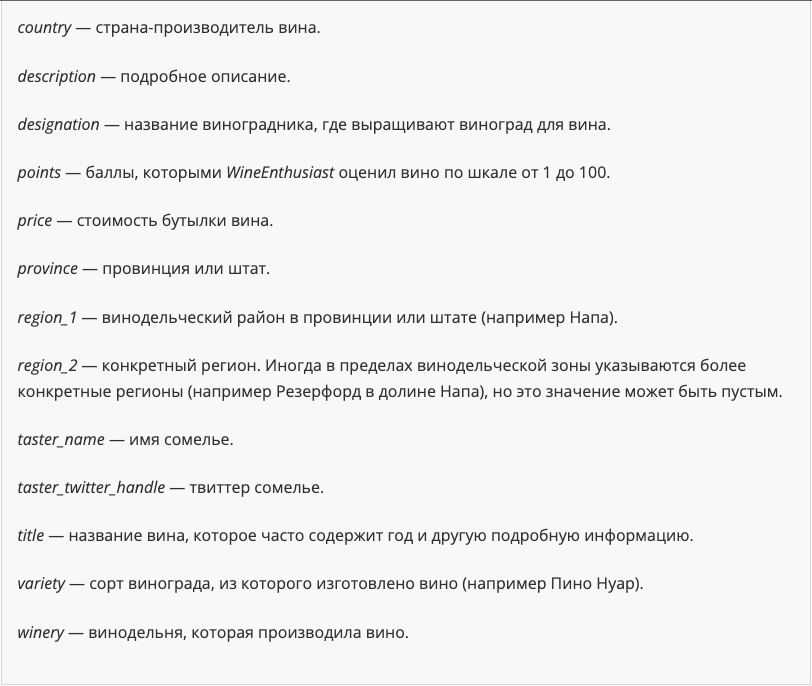 country — страна-производитель вина.
description — подробное описание.
designation — название виноградника, где выращивают виноград для вина.
points — баллы, которыми WineEnthusiast оценил вино по шкале от 1 до 100.
price — стоимость бутылки вина.
province — провинция или штат.
region_1 — винодельческий район в провинции или штате (например Напа).
region_2 — конкретный регион. Иногда в пределах винодельческой зоны указываются более
конкретные регионы (например Резерфорд в долине Напа), но это значение может быть пустым.
taster_name — имя сомелье.
taster_twitter_handle — твиттер сомелье.
title — название вина, которое часто содержит год и другую подробную информацию.
variety — сорт винограда, из которого изготовлено вино (например Пино Нуар).
winery — винодельня, которая производила вино.